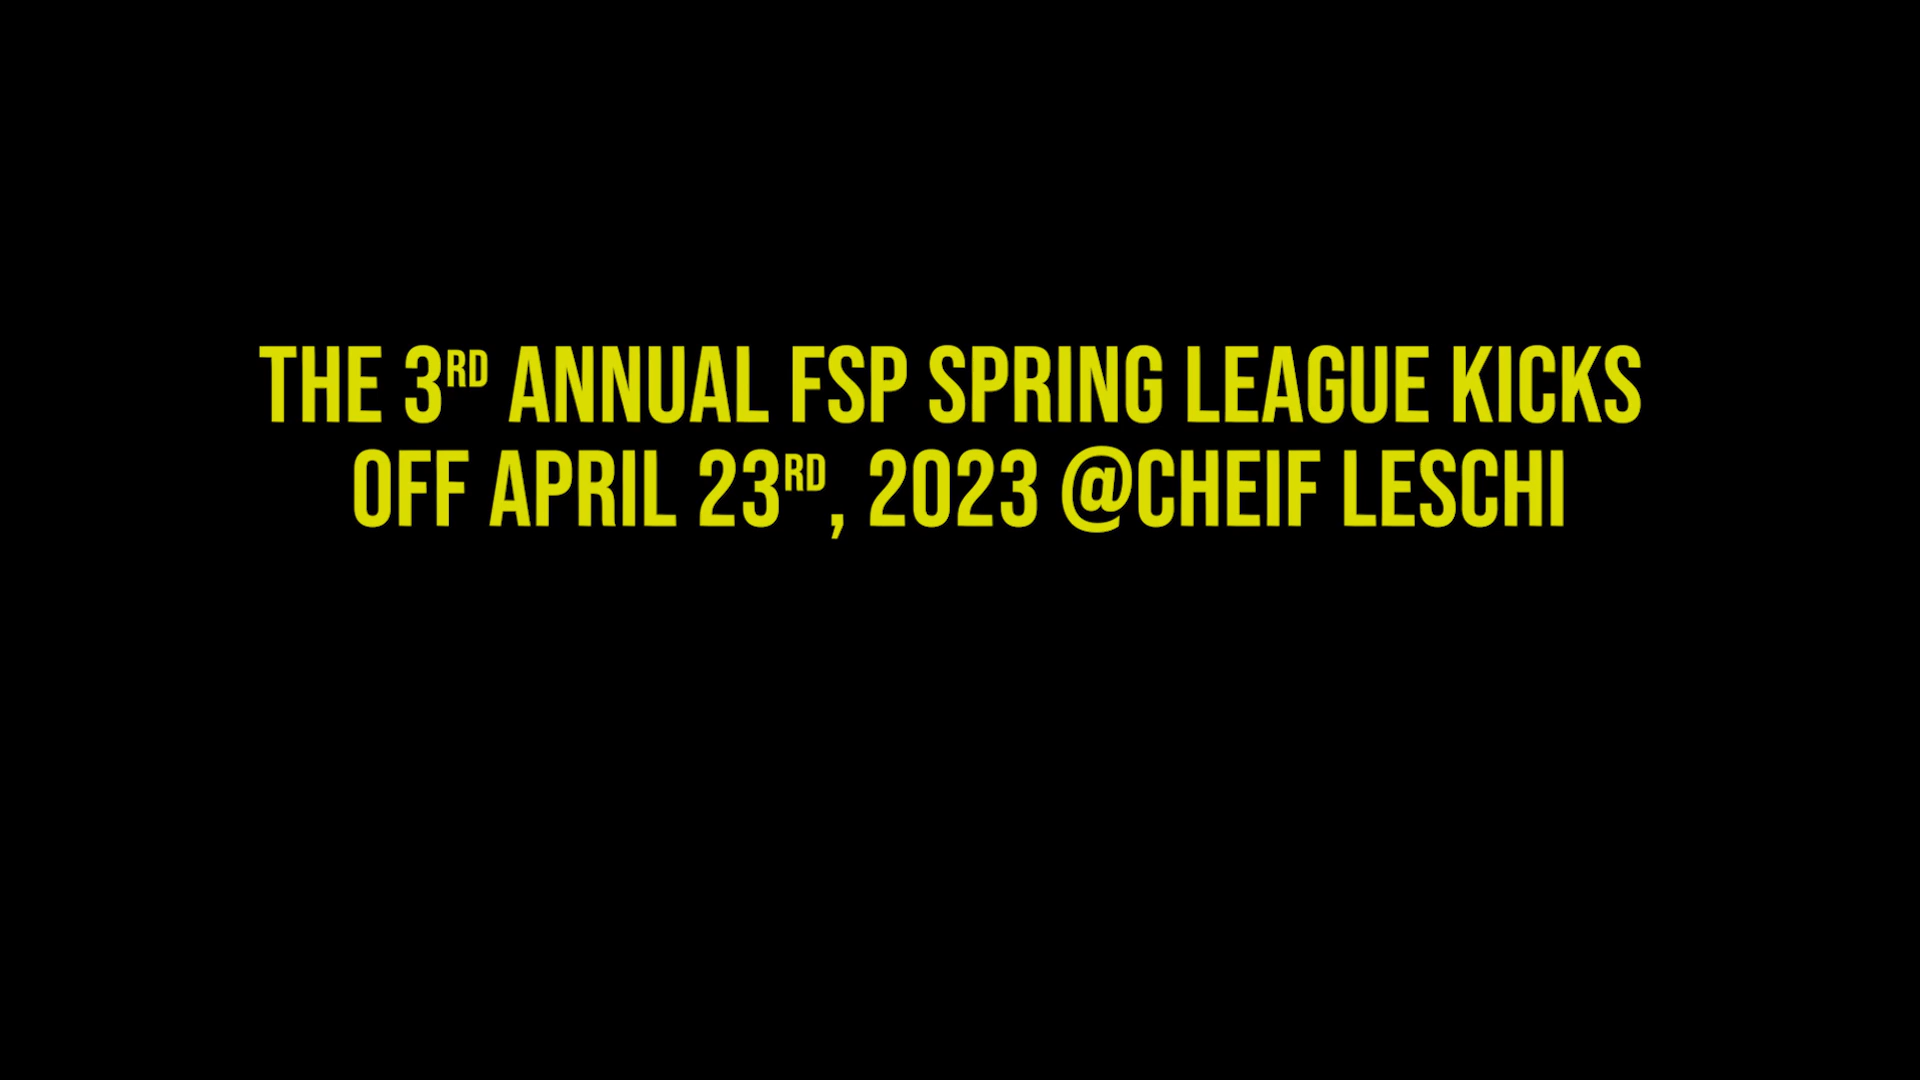 THE 3RD ANNUAL FSP SPRING LEAGUE KICKS
OFF APRIL 23RD, 2023 @CHEIF LESCHI